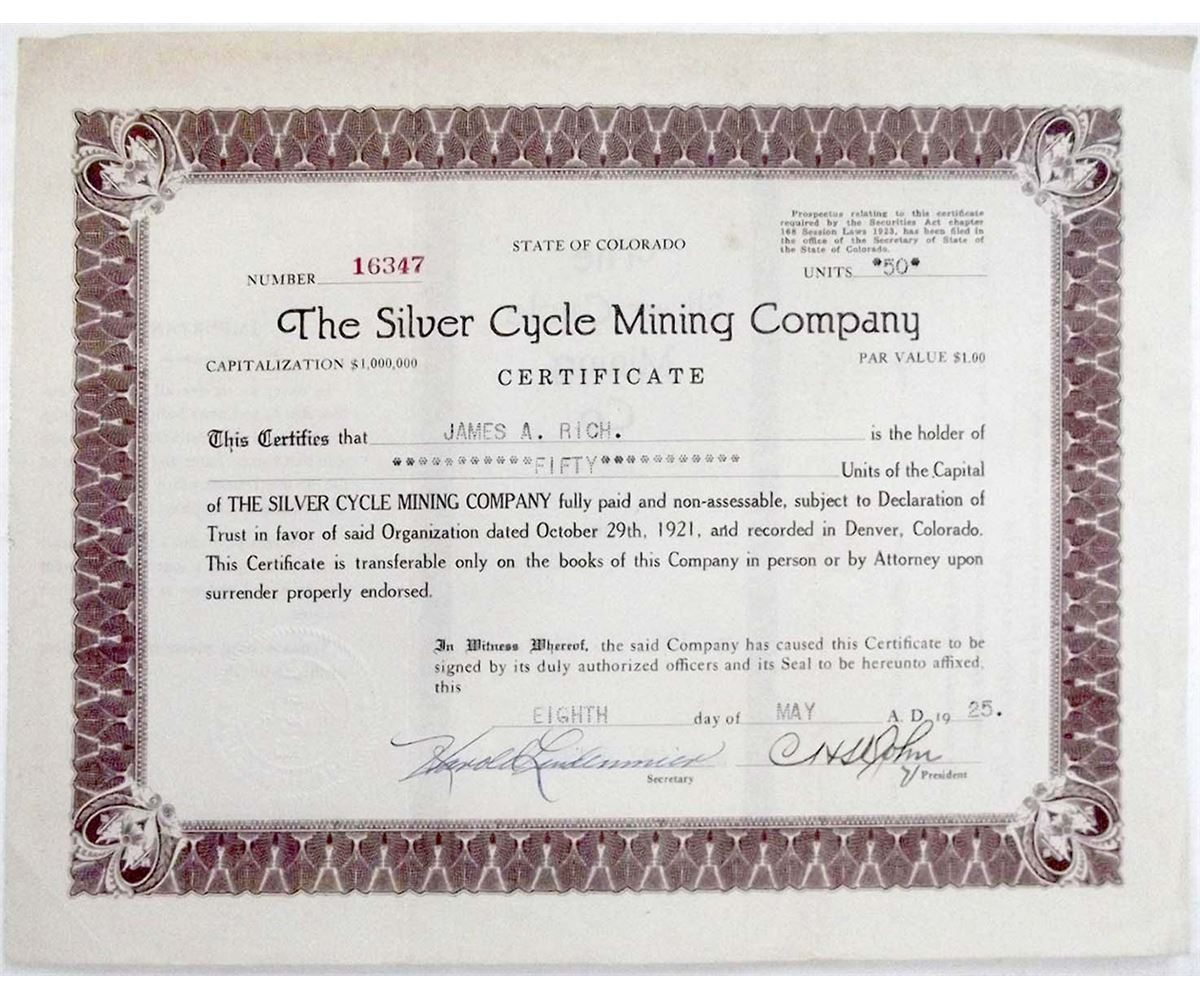 Prospectus relating to this certificate
required by the Securities Act chapter
168 Session Laws 1923, has been filed in
the office of the Secretary of State of
the State of Colorado.
STATE OF COLORADO
NUMBER 16347
UNITS *50*
The Silver Cycle Mining Company
CAPITALIZATION $1,000,000
PAR VALUE $1.00
CERTIFICATE
This Certifies that JAMES A. RICH. is the holder of
***********FIFTY*********** Units of the Capital
of THE SILVER CYCLE MINING COMPANY fully paid and non-assessable, subject to Declaration of
Trust in favor of said Organization dated October 29th, 1921, and recorded in Denver, Colorado.
This Certificate is transferable only on the books of this Company in person or by Attorney upon
surrender properly endorsed.
In Witness Whereof, the said Company has caused this Certificate to be
signed by its duly authorized officers and its Seal to be hereunto affixed,
this
EIGHTH day of MAY A. D. 19 25.
Harold Lindenmier C H St John
Secretary President